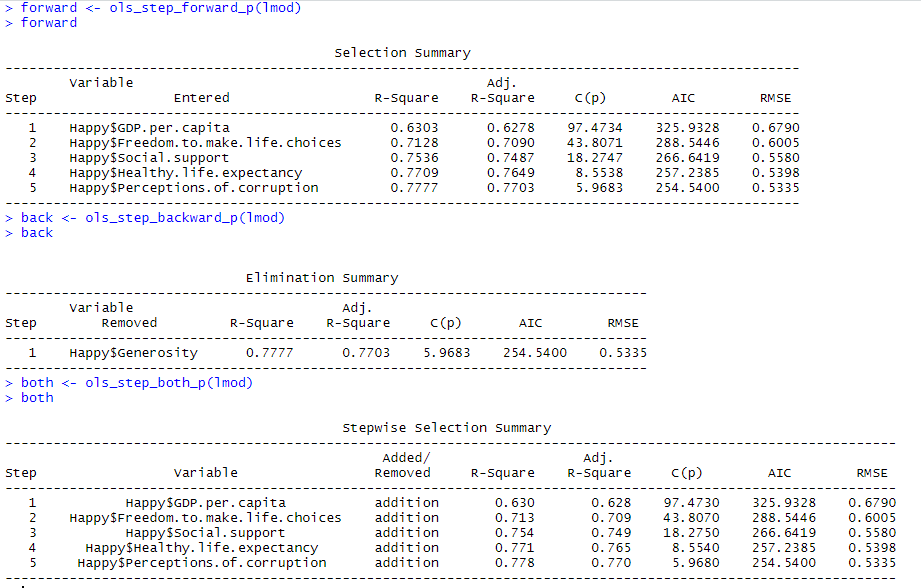 > forward <- ols_step_forward_p(lmod)
> forward
Selection Summary
--------------------------------------------------------------------------------------------------
Variable Adj.
Step Entered R-Square R-Square C(p) AIC RMSE
--------------------------------------------------------------------------------------------------
1 Happy$GDP.per.capita 0.6303 0.6278 97.4734 325.9328 0.6790
2 Happy$Freedom.to.make.life.choices 0.7128 0.7090 43.8071 288.5446 0.6005
3 Happy$Social.support 0.7536 0.7487 18.2747 266.6419 0.5580
4 Happy$Healthy.life.expectancy 0.7709 0.7649 8.5538 257.2385 0.5398
5 Happy$Perceptions.of.corruption 0.7777 0.7703 5.9683 254.5400 0.5335
--------------------------------------------------------------------------------------------------
> back <- ols_step_backward_p(lmod)
> back
Elimination Summary
--------------------------------------------------------------------------------
Variable Adj.
Step Removed R-Square R-Square C(p) AIC RMSE
--------------------------------------------------------------------------------
1 Happy$Generosity 0.7777 0.7703 5.9683 254.5400 0.5335
--------------------------------------------------------------------------------
> both <- ols_step_both_p(lmod)
> both
Stepwise Selection Summary
---------------------------------------------------------------------------------------------------------------
Added/ Adj.
Step Variable Removed R-Square R-Square C(p) AIC RMSE
---------------------------------------------------------------------------------------------------------------
1 Happy$GDP.per.capita addition 0.630 0.628 97.4730 325.9328 0.6790
2 Happy$Freedom.to.make.life.choices addition 0.713 0.709 43.8070 288.5446 0.6005
3 Happy$Social.support addition 0.754 0.749 18.2750 266.6419 0.5580
4 Happy$Healthy.life.expectancy addition 0.771 0.765 8.5540 257.2385 0.5398
5 Happy$Perceptions.of.corruption addition 0.778 0.770 5.9680 254.5400 0.5335
---------------------------------------------------------------------------------------------------------------